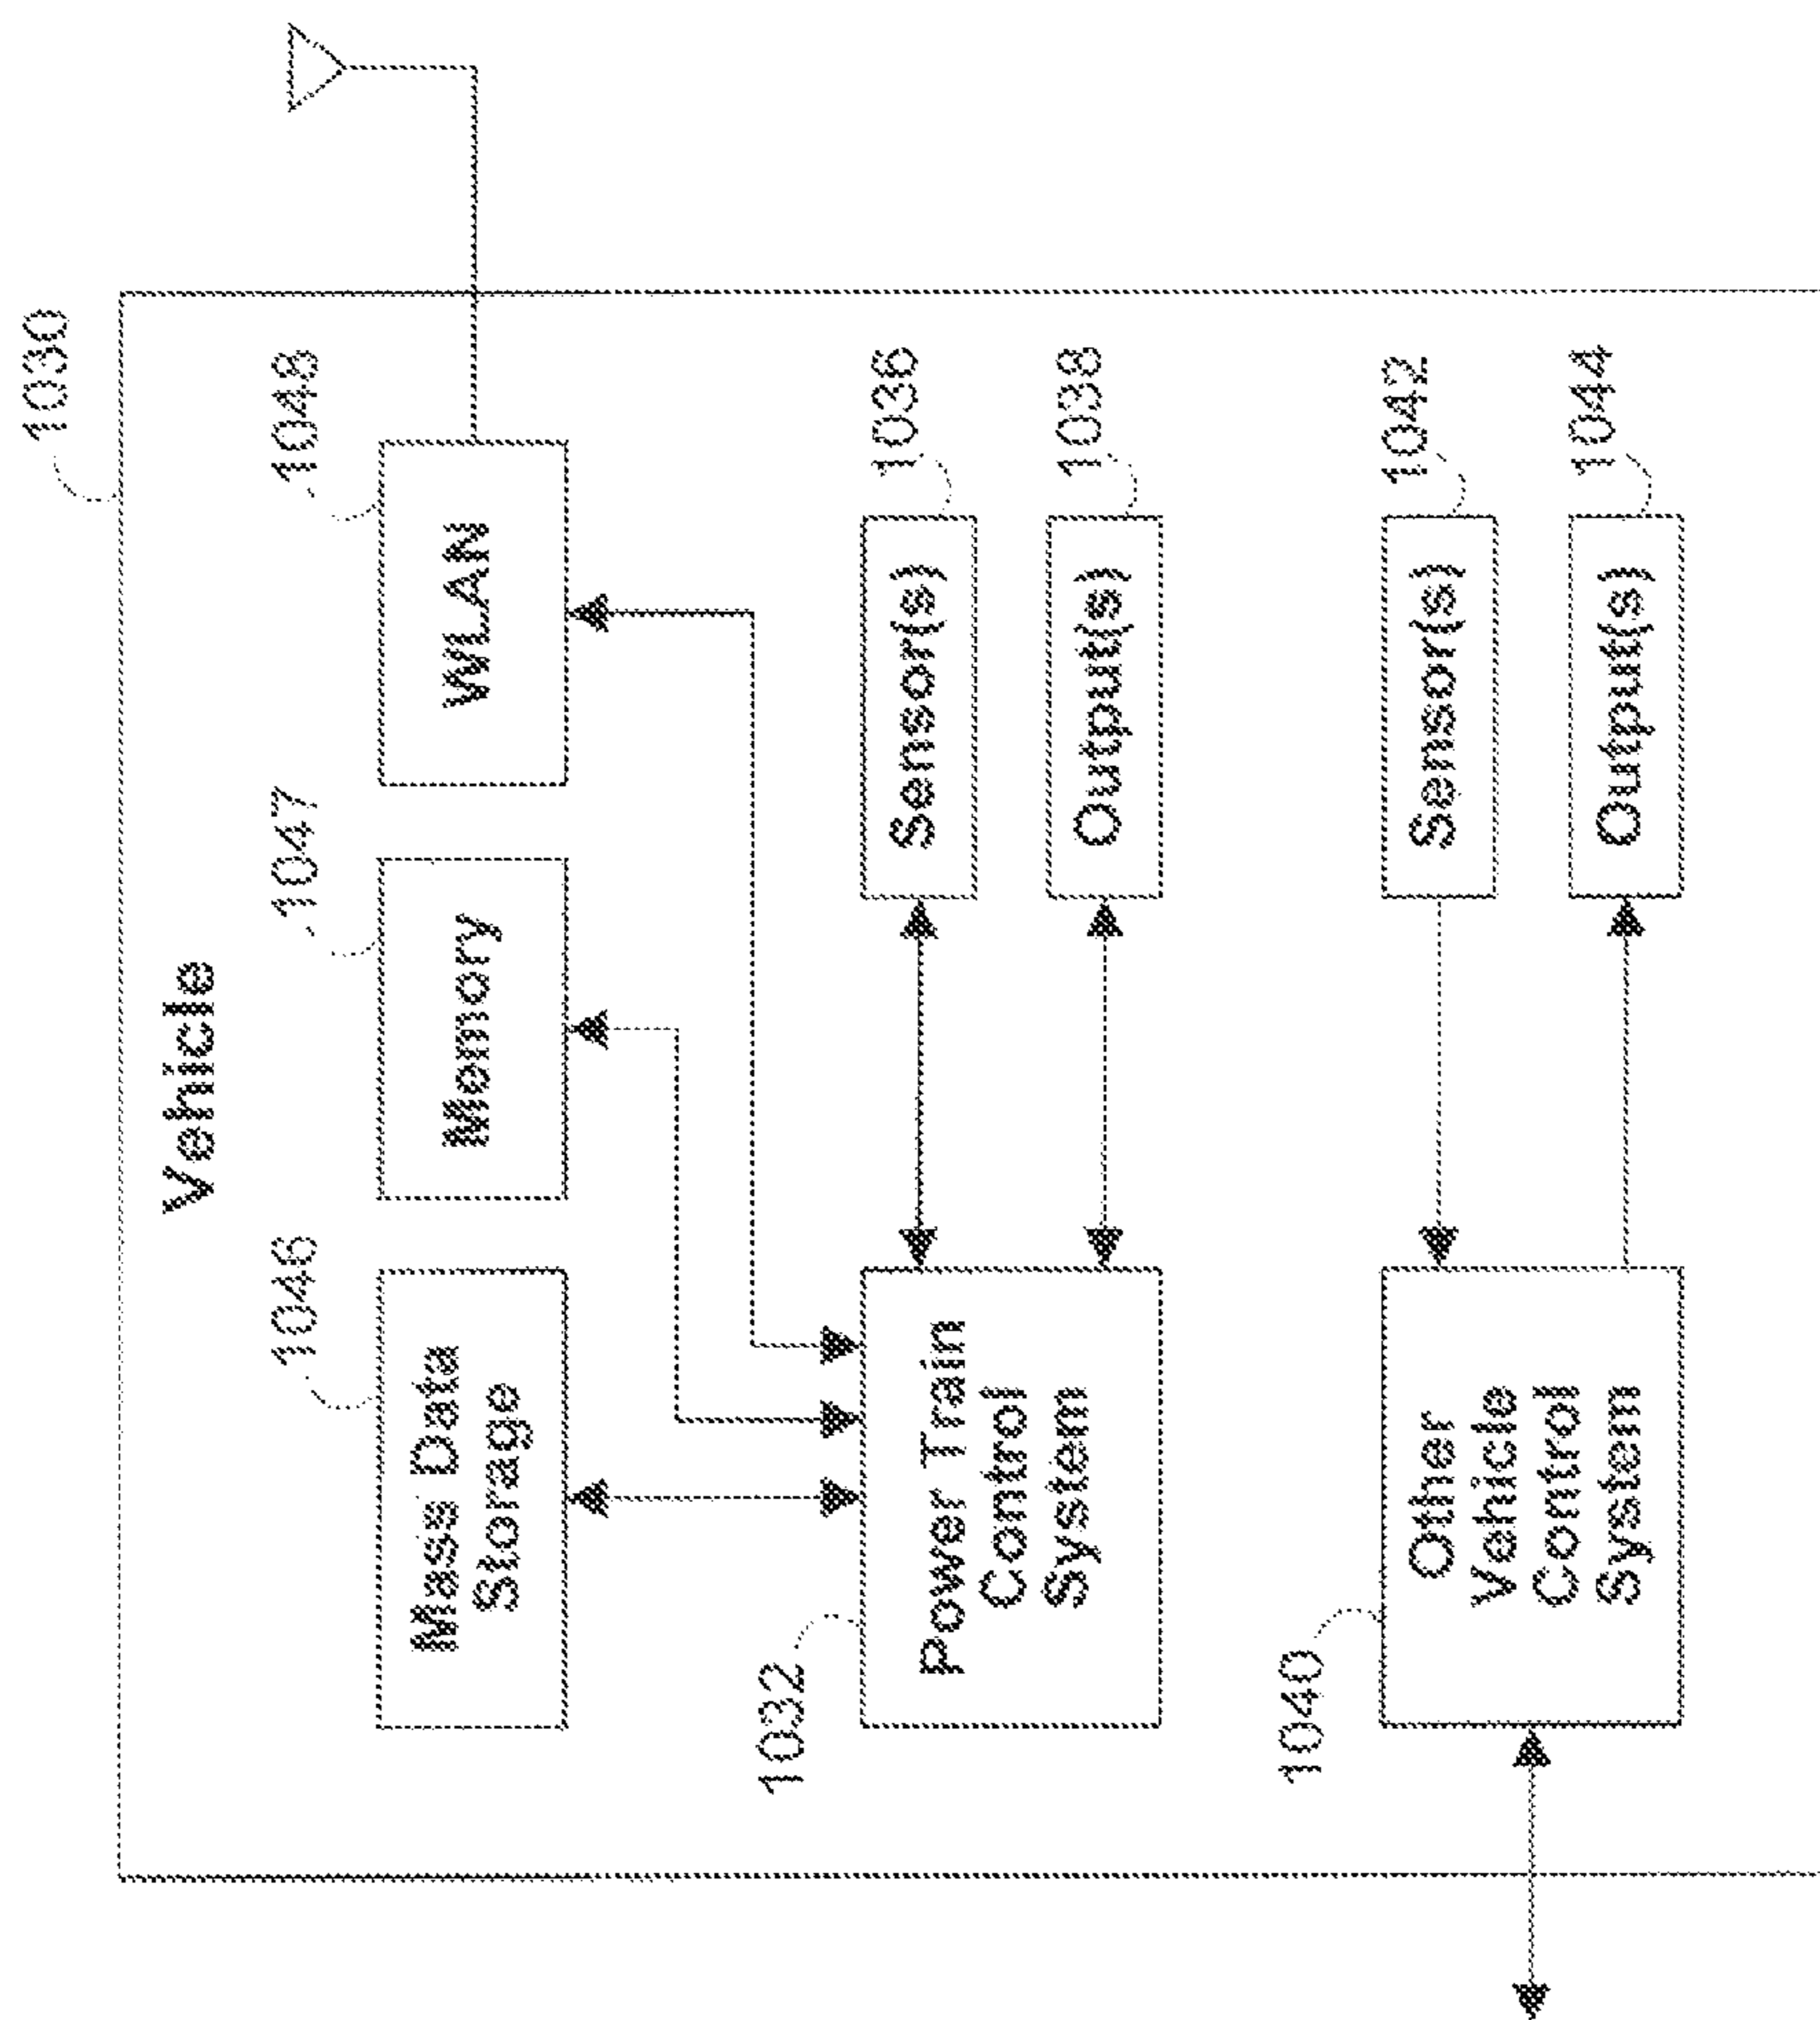 1030
Vehicle
1046
1047
1048
Mass Data
Storage
Memory
WLAN
1032
Power Train
Control
System
Sensor(s)
1036
Output(s)
1038
1040
Other
Vehicle
Control
System
Sensor(s)
1042
Output(s)
1044